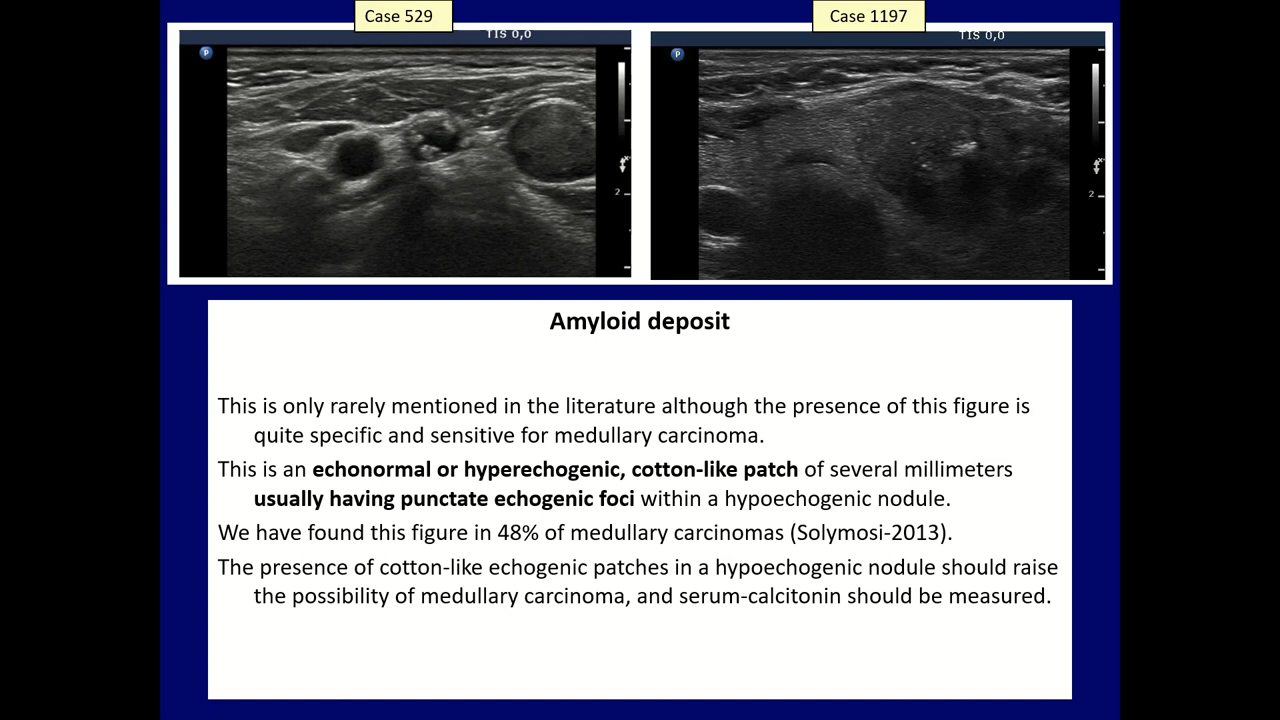 Case 529
Case 1197
TIS 0,0
TIS 0,0
P
P
2
2
Amyloid deposit
This is only rarely mentioned in the literature although the presence of this figure is
quite specific and sensitive for medullary carcinoma.
This is an echonormal or hyperechogenic, cotton-like patch of several millimeters
usually having punctate echogenic foci within a hypoechogenic nodule.
We have found this figure in 48% of medullary carcinomas (Solymosi-2013).
The presence of cotton-like echogenic patches in a hypoechogenic nodule should raise
the possibility of medullary carcinoma, and serum-calcitonin should be measured.